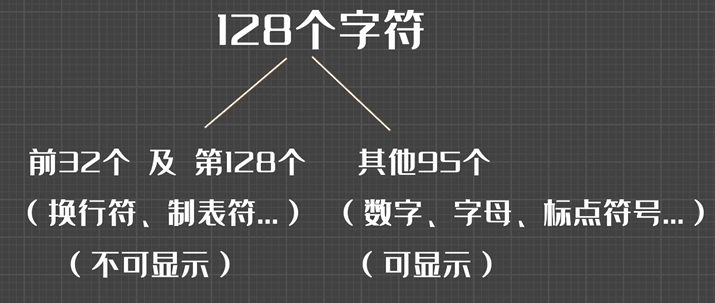 128个字符
前32个 及 第128个
其他95个
（换行符、制表符...）
（数字、字母、标点符号...）
（不可显示）
（可显示）